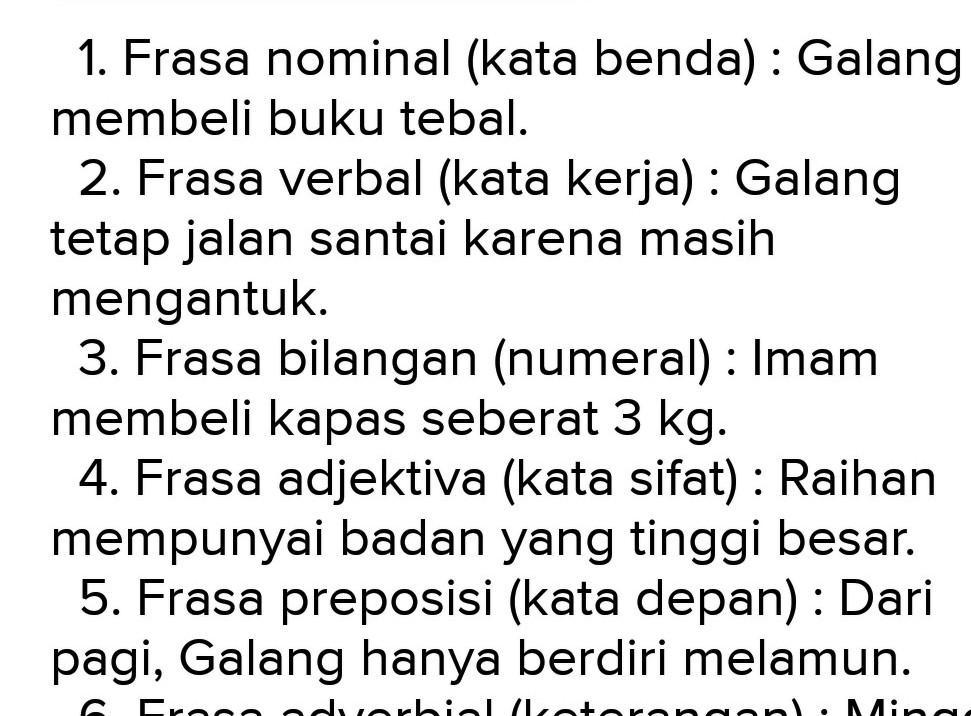 1. Frasa nominal (kata benda) : Galang
membeli buku tebal.
2. Frasa verbal (kata kerja) : Galang
tetap jalan santai karena masih
mengantuk.
3. Frasa bilangan (numeral) : Imam
membeli kapas seberat 3 kg.
4. Frasa adjektiva (kata sifat) : Raihan
mempunyai badan yang tinggi besar.
5. Frasa preposisi (kata depan) : Dari
pagi, Galang hanya berdiri melamun.
6. Frasa adverbial (keterangan) :